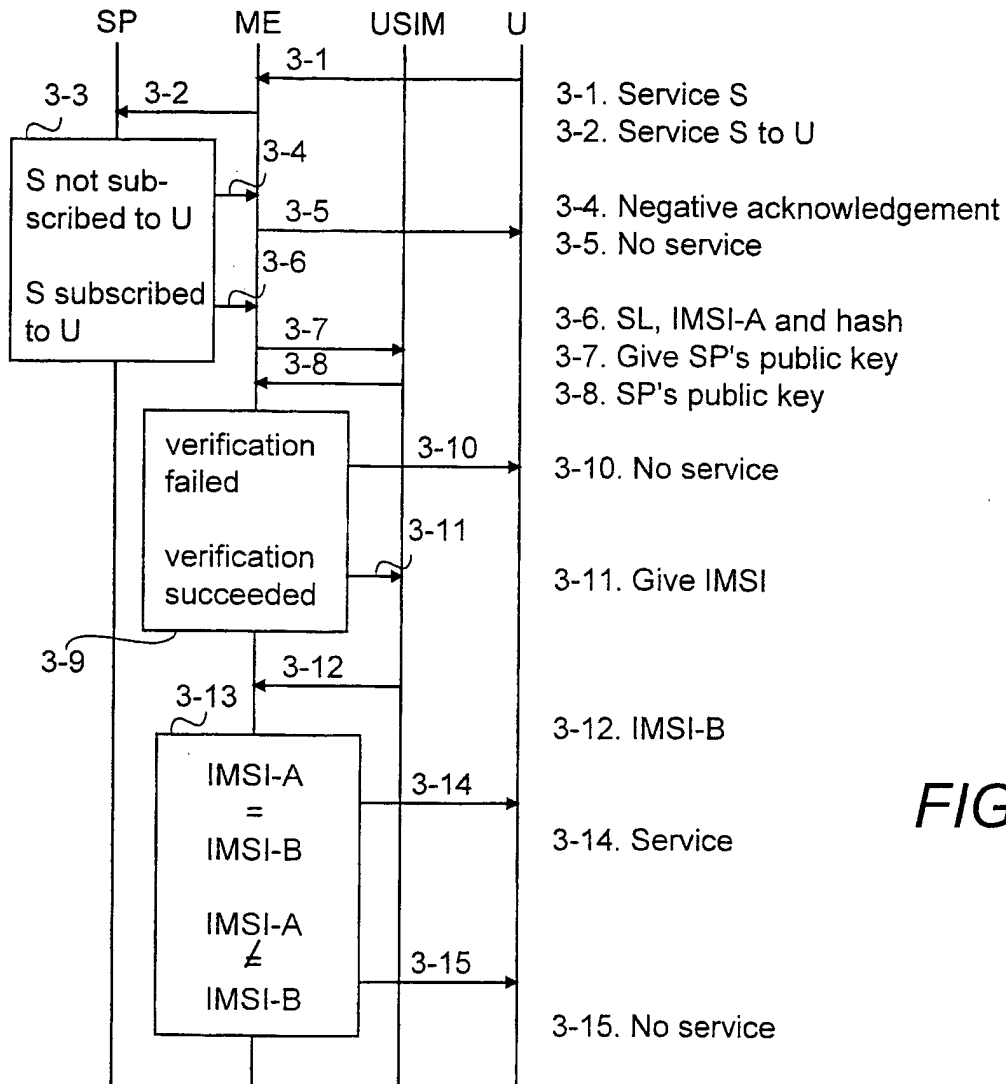 SP ME USIM U
3-1
3-1. Service S
3-3
3-2
3-2. Service S to U
S not sub-
scribed to U
3-4
3-4. Negative acknowledgement
3-5
3-5. No service
S subscribed
to U
3-6
3-6. SL, IMSI-A and hash
3-7
3-7. Give SP's public key
3-8
3-8. SP's public key
verification
failed
3-10
3-10. No service
verification
succeeded
3-11
3-11. Give IMSI
3-9
3-12
3-12. IMSI-B
3-13
IMSI-A
=
IMSI-B
3-14
3-14. Service
IMSI-A
≠
IMSI-B
3-15
3-15. No service
FIG